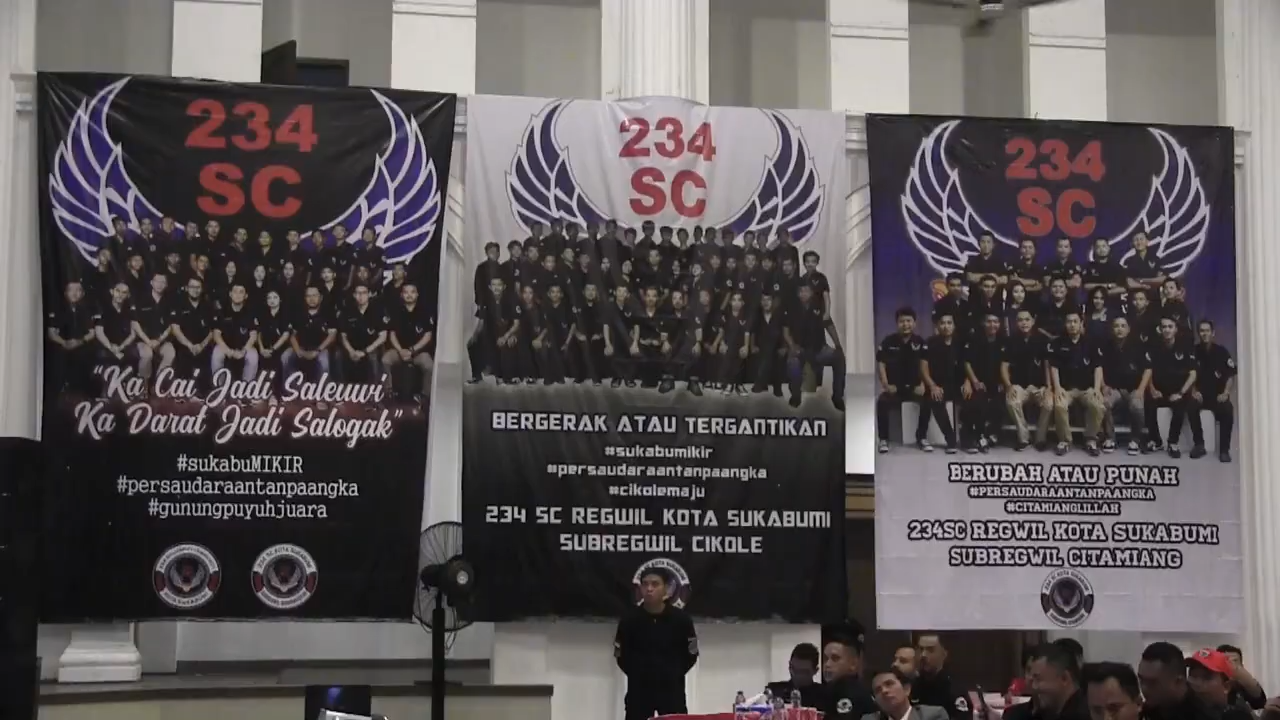 234
SC
"Ka Cai Jadi Saleuwi
Ka Darat Jadi Salogak"
#sukabuMIKIR
#persaudaraantanpaangka
#gunungpuyuhjuara
234
SC
BERGERAK ATAU TERGANTIKAN
#sukabumikir
#persaudaraantanpaangka
#cikolemaju
234 SC REGWIL KOTA SUKABUMI
SUBREGWIL CIKOLE
234
SC
BERUBAH ATAU PUNAH
#PERSAUDARAANTANPAANGKA
#CITAMIANGLILLAH
234SC REGWIL KOTA SUKABUMI
SUBREGWIL CITAMIANG